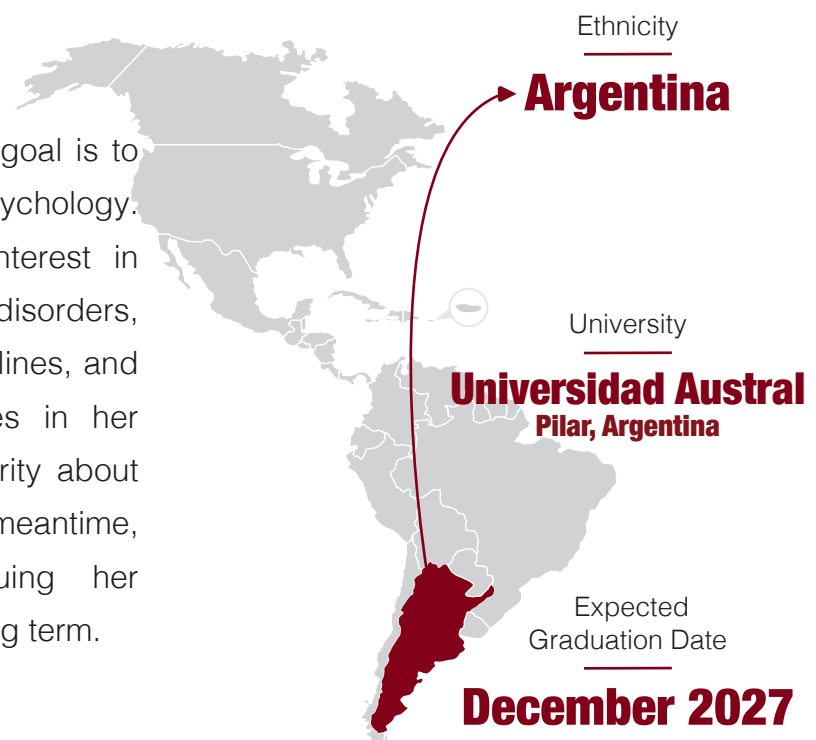 goal is to
ychology.
nterest in
disorders,
lines, and
es in her
rity about
meantime,
uing her
g term.
Ethnicity
Argentina
University
Universidad Austral
Pilar, Argentina
Expected
Graduation Date
December 2027